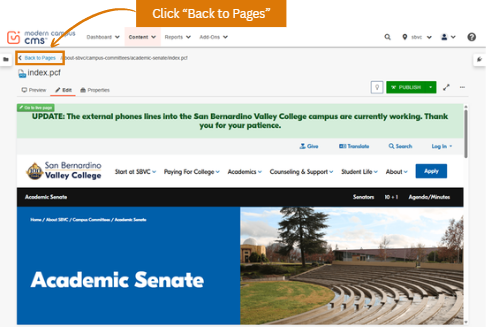 Click “Back to Pages”
modern campus
cms
Dashboard Content Reports Add-Ons
sbvc
Back to Pages /about-sbvc/campus-committees/academic-senate/index.pcf
index.pcf
Preview Edit Properties
PUBLISH
Go to live page
UPDATE: The external phones lines into the San Bernardino Valley College campus are currently working. Thank
you for your patience.
Give Translate Search Log In
San Bernardino
Valley College
Start at SBVC Paying For College Academics Counseling & Support Student Life About Apply
Academic Senate Senators 10 + 1 Agenda/Minutes
Home / About SBVC / Campus Committees / Academic Senate
Academic Senate